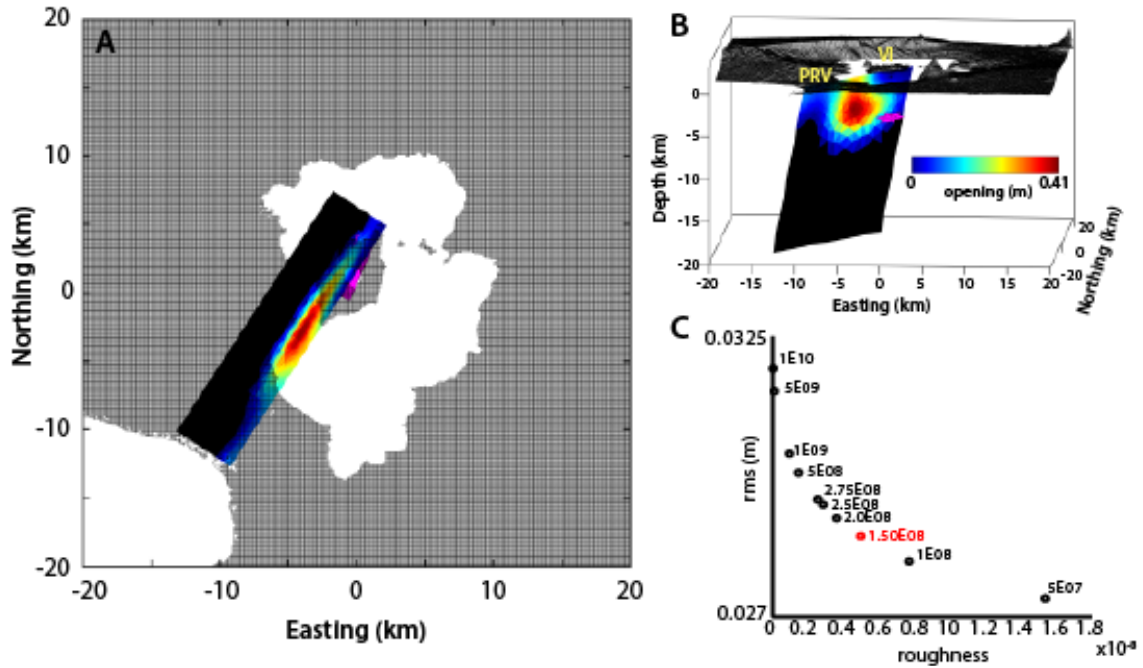 A
20
10
0
-10
-20
Northing (km)
-20
-10
0
10
20
Easting (km)
B
VI
PRV
0
-5
-10
-15
-20
Depth (km)
0
0.41
opening (m)
20
0
-20
Northing (km)
-20
-15
-10
-5
0
5
10
15
20
Easting (km)
C
0.0325
1E10
5E09
1E09
5E08
2.75E08
2.5E08
2.0E08
1.50E08
1E08
5E07
rms (m)
0.027
0
0.2
0.4
0.6
0.8
1
1.2
1.4
1.6
1.8
x10⁻⁸
roughness